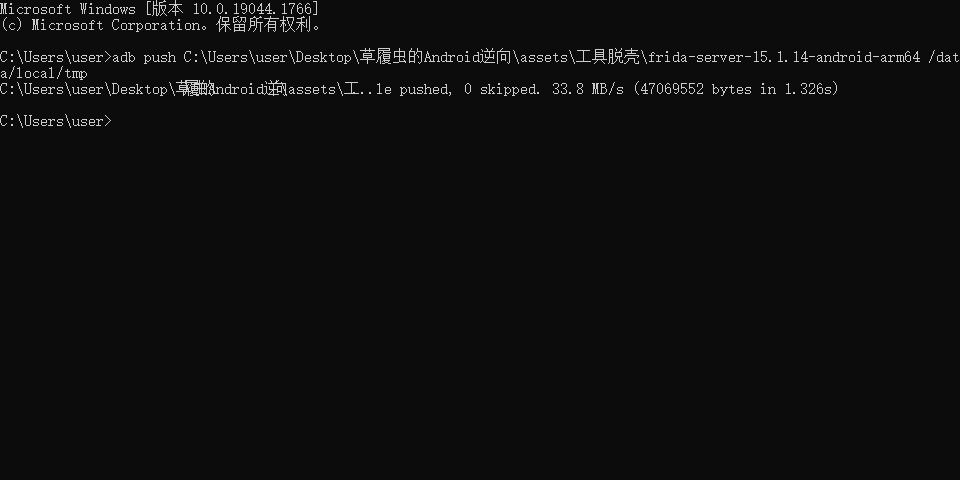 Microsoft Windows [版本 10.0.19044.1766]
(c) Microsoft Corporation。保留所有权利。
C:\Users\user>adb push C:\Users\user\Desktop\草履虫的Android逆向\assets\工具脱壳\frida-server-15.1.14-android-arm64 /dat
a/local/tmp
C:\Users\user\Desktop\草履虫的Android逆向\assets\工...le pushed, 0 skipped. 33.8 MB/s (47069552 bytes in 1.326s)
C:\Users\user>